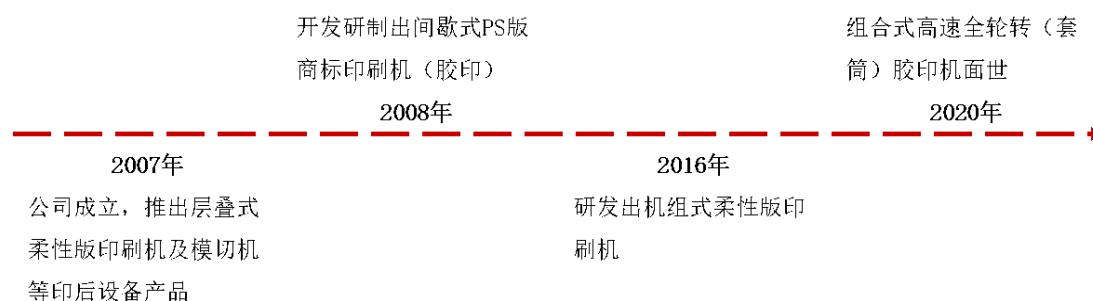 开发研制出间歇式PS版
商标印刷机（胶印）
2008年
组合式高速全轮转（套
筒）胶印机面世
2020年
2007年
公司成立，推出层叠式
柔性版印刷机及模切机
等印后设备产品
2016年
研发出机组式柔性版印
刷机